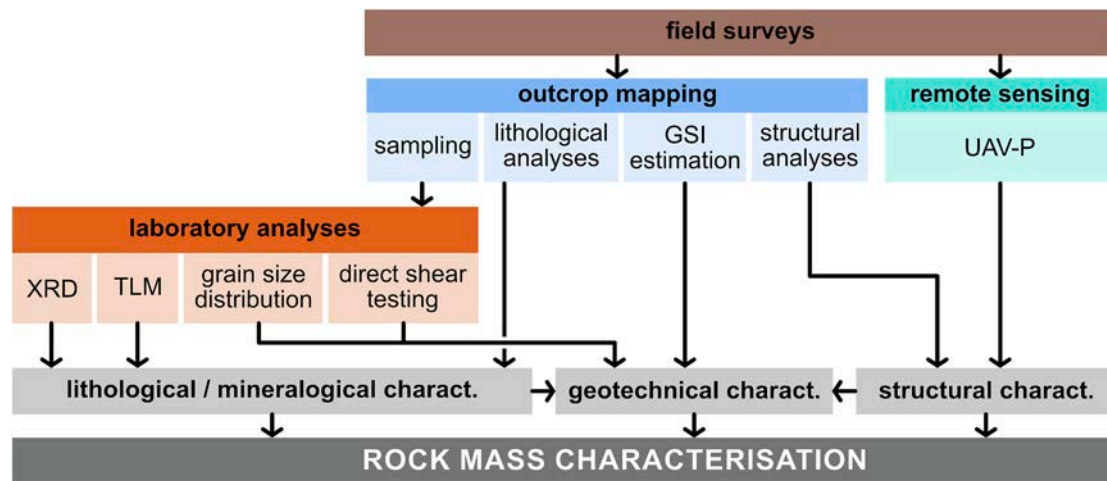 field surveys
outcrop mapping
remote sensing
sampling
lithological
analyses
GSI
estimation
structural
analyses
UAV-P
laboratory analyses
XRD
TLM
grain size
distribution
direct shear
testing
lithological / mineralogical charact.
geotechnical charact.
structural charact.
ROCK MASS CHARACTERISATION